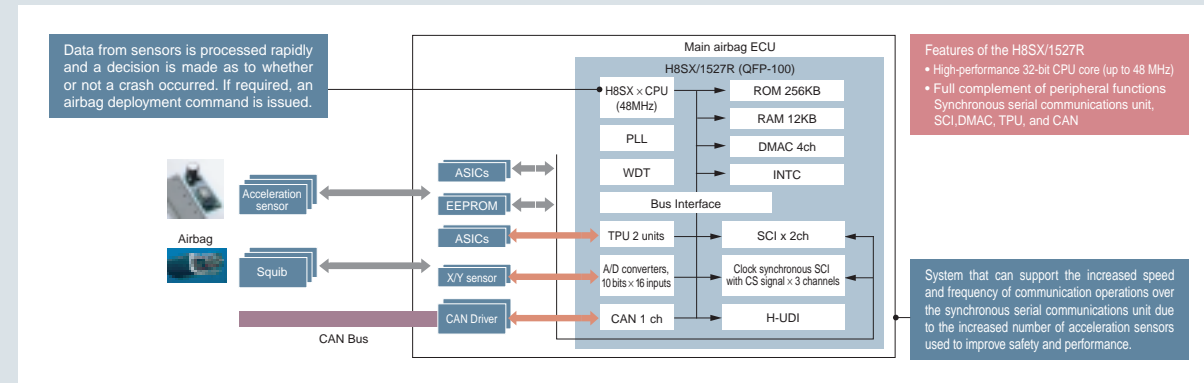 Data from sensors is processed rapidly
and a decision is made as to whether
or not a crash occurred. If required, an
airbag deployment command is issued.
Main airbag ECU
H8SX/1527R (QFP-100)
H8SX × CPU
(48MHz)
PLL
WDT
ROM 256KB
RAM 12KB
DMAC 4ch
INTC
Bus Interface
TPU 2 units
SCI x 2ch
A/D converters,
10 bits × 16 inputs
Clock synchronous SCI
with CS signal × 3 channels
CAN 1 ch
H-UDI
Features of the H8SX/1527R
• High-performance 32-bit CPU core (up to 48 MHz)
• Full complement of peripheral functions
Synchronous serial communications unit,
SCI,DMAC, TPU, and CAN
Acceleration
sensor
Airbag
Squib
ASICs
EEPROM
ASICs
X/Y sensor
CAN Driver
CAN Bus
System that can support the increased speed
and frequency of communication operations over
the synchronous serial communications unit due
to the increased number of acceleration sensors
used to improve safety and performance.